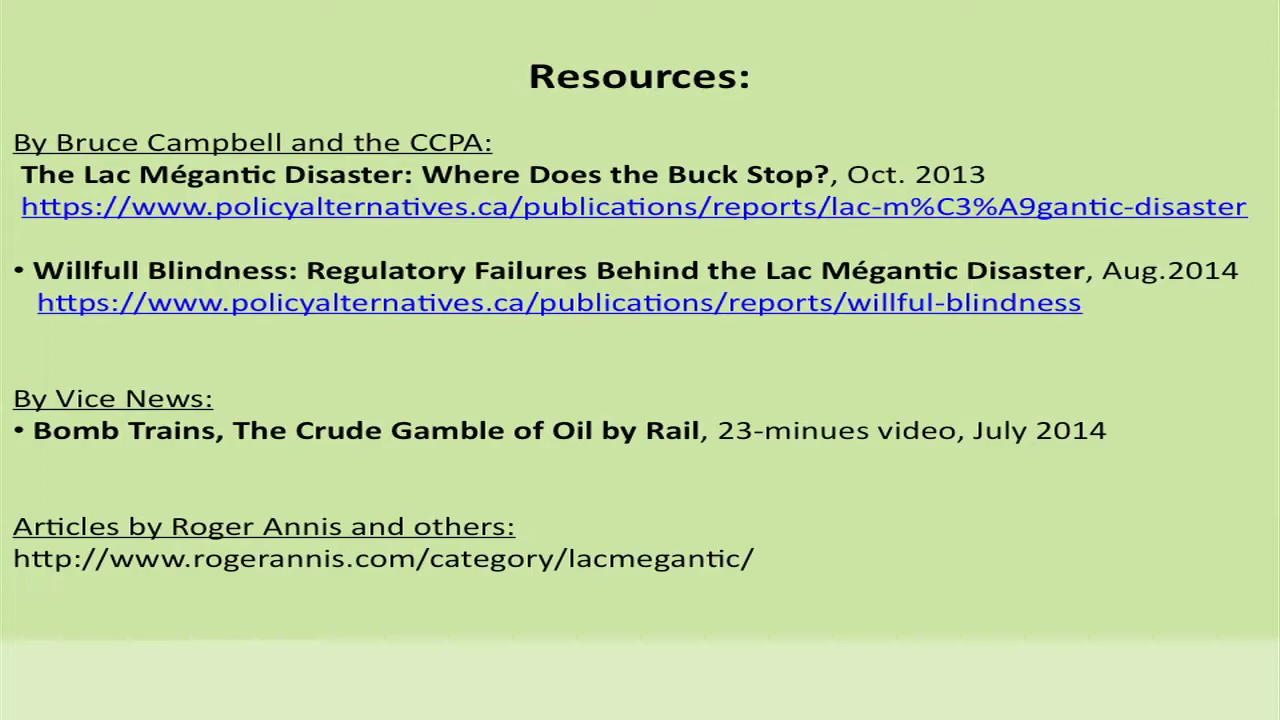 Resources:
By Bruce Campbell and the CCPA:
The Lac Mégantic Disaster: Where Does the Buck Stop?, Oct. 2013
https://www.policyalternatives.ca/publications/reports/lac-m%C3%A9gantic-disaster
• Willfull Blindness: Regulatory Failures Behind the Lac Mégantic Disaster, Aug.2014
https://www.policyalternatives.ca/publications/reports/willful-blindness
By Vice News:
• Bomb Trains, The Crude Gamble of Oil by Rail, 23-minues video, July 2014
Articles by Roger Annis and others:
http://www.rogerannis.com/category/lacmegantic/